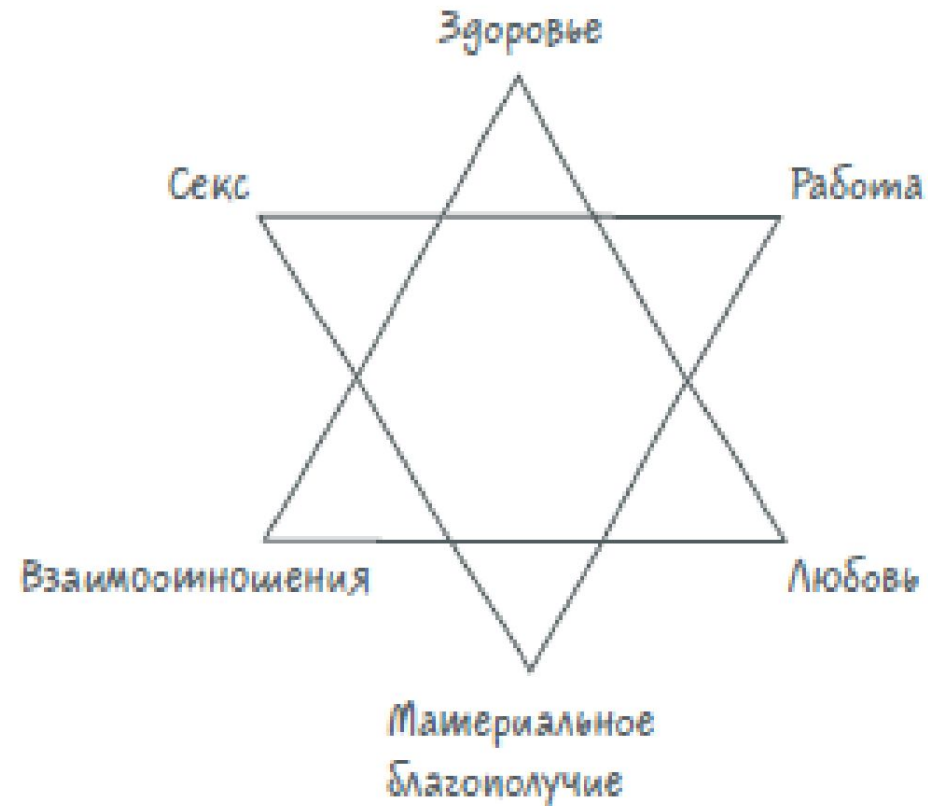 Здоровье
Секс
Работа
Взаимоотношения
Любовь
Материальное
благополучие